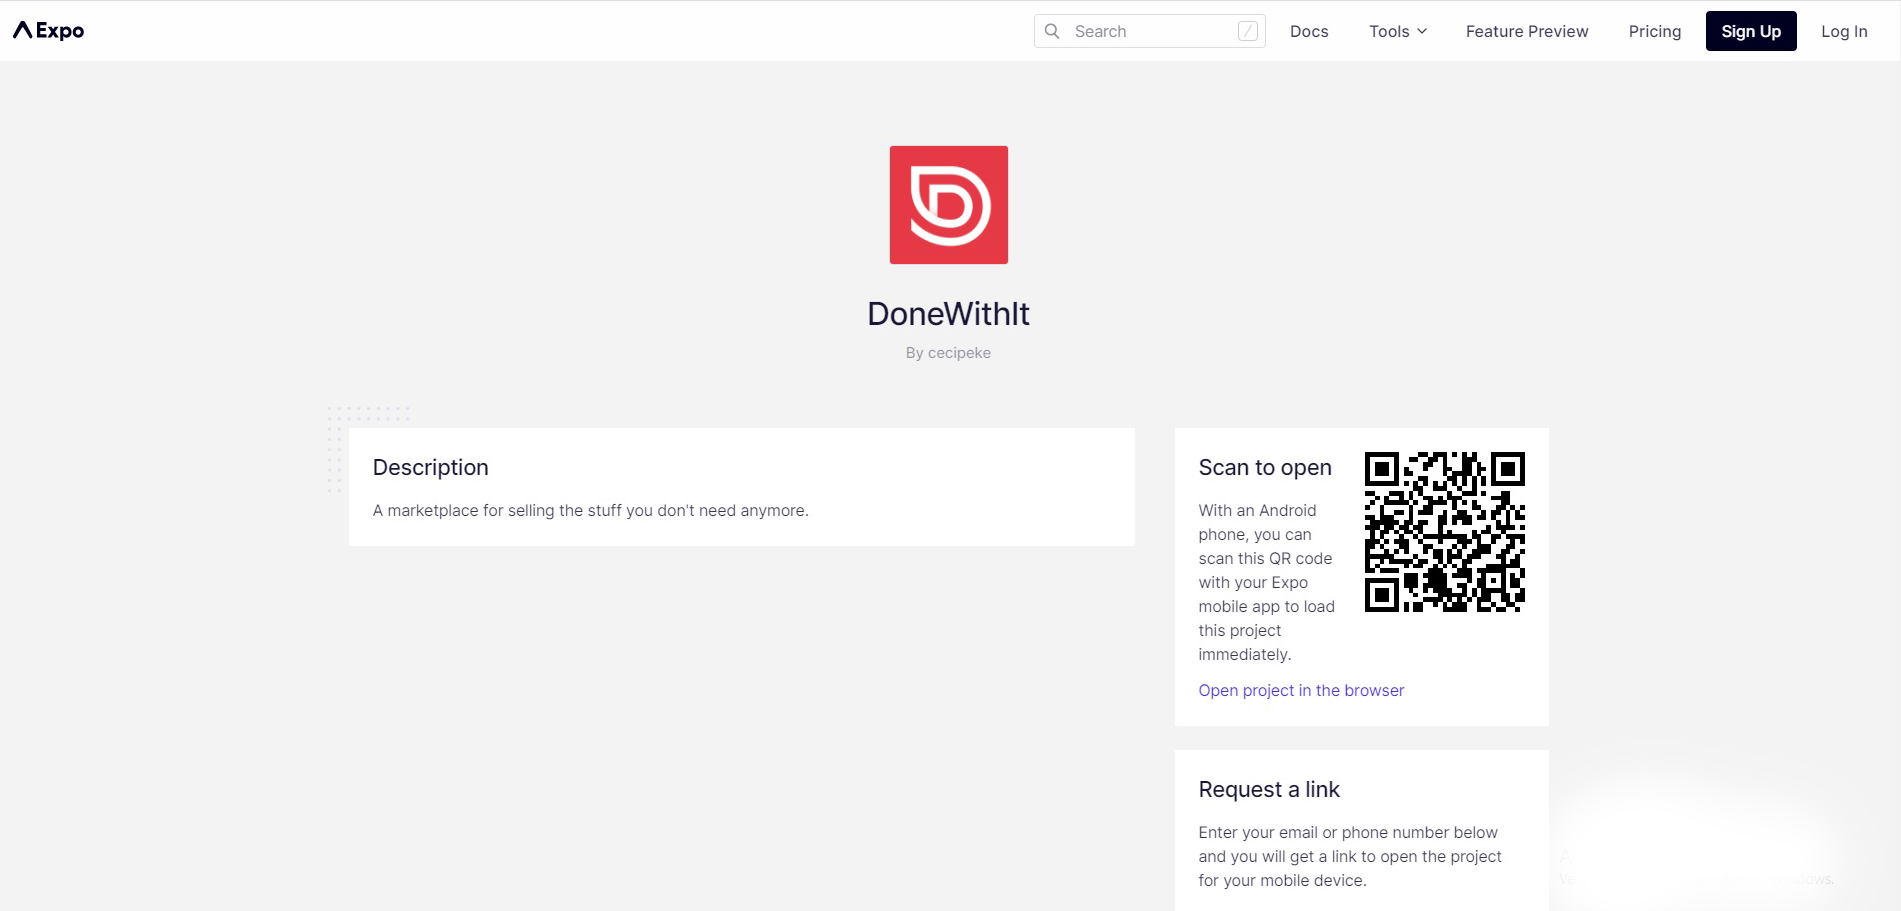 Expo
Search / Docs Tools Feature Preview Pricing Sign Up Log In
DoneWithIt
By cecipeke
Description
A marketplace for selling the stuff you don't need anymore.
Scan to open
With an Android
phone, you can
scan this QR code
with your Expo
mobile app to load
this project
immediately.
Open project in the browser
Request a link
Enter your email or phone number below
and you will get a link to open the project
for your mobile device.